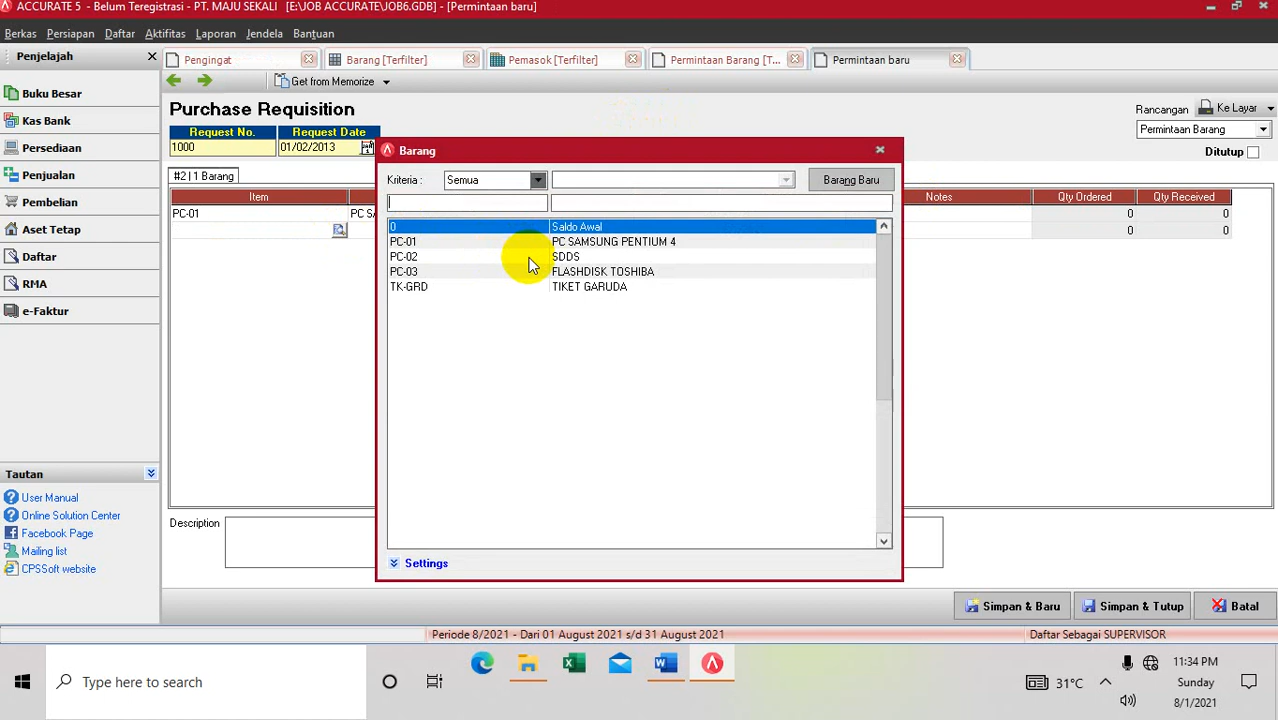 ACCURATE 5 - Belum Teregistrasi - PT. MAJU SEKALI [E:\JOB ACCURATE\JOB6.GDB] - [Permintaan baru]
Berkas Persiapan Daftar Aktifitas Laporan Jendela Bantuan
Penjelajah
Pengingat
Barang [Terfilter]
Pemasok [Terfilter]
Permintaan Barang [T...
Permintaan baru
Get from Memorize
Buku Besar
Kas Bank
Persediaan
Penjualan
Pembelian
Aset Tetap
Daftar
RMA
e-Faktur
Tautan
User Manual
Online Solution Center
Facebook Page
Mailing list
CPSSoft website
Purchase Requisition
Rancangan
Ke Layar
Request No. Request Date
Permintaan Barang
1000 01/02/2013
Ditutup
#2 | 1 Barang
Item
Notes Qty Ordered Qty Received
PC-01 PC SA
0 0
0 0
Description
Barang
Kriteria : Semua
Barang Baru
0 Saldo Awal
PC-01 PC SAMSUNG PENTIUM 4
PC-02 SDDS
PC-03 FLASHDISK TOSHIBA
TK-GRD TIKET GARUDA
Settings
Simpan & Baru
Simpan & Tutup
Batal
Periode 8/2021 - Dari 01 August 2021 s/d 31 August 2021
Daftar Sebagai SUPERVISOR
Type here to search
31°C
11:34 PM
Sunday
8/1/2021